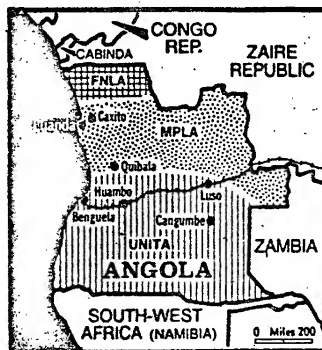 CONGO
REP.
CABINDA
ZAIRE
REPUBLIC
FNLA
Caxito
Luanda
MPLA
Quibala
Huambo
Luso
Benguela
Cangumbe
UNITA
ZAMBIA
ANGOLA
SOUTH-WEST
AFRICA (NAMIBIA)
0 Miles 200